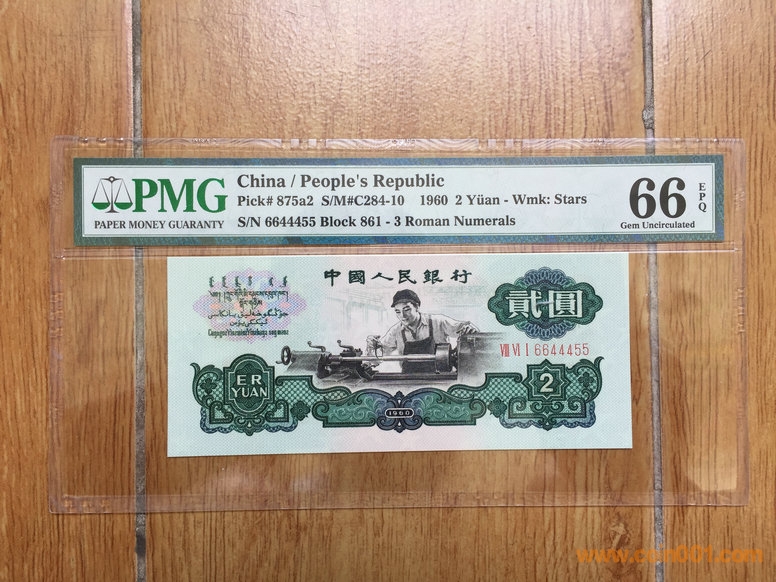 PMG
PAPER MONEY GUARANTY
China / People's Republic
Pick# 875a2 S/M#C284-10 1960 2 Yüan - Wmk: Stars
S/N 6644455 Block 861 - 3 Roman Numerals
66 EPQ
Gem Uncirculated
中國人民銀行
貳圓
VIII VI I 6644455
ER
YUAN
2
1960